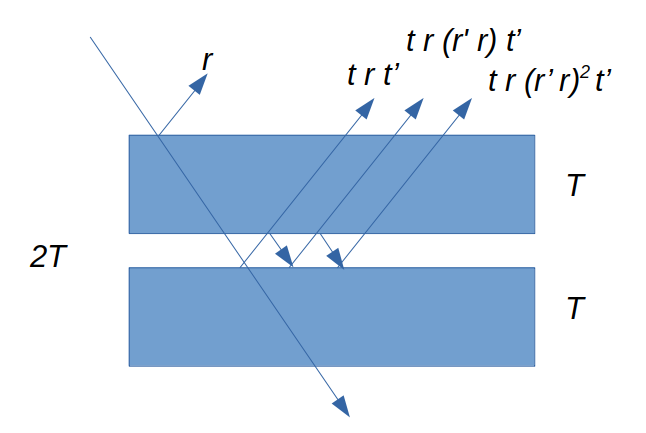 r
t r t’
t r (r' r) t’
t r (r’ r)² t’
T
2T
T